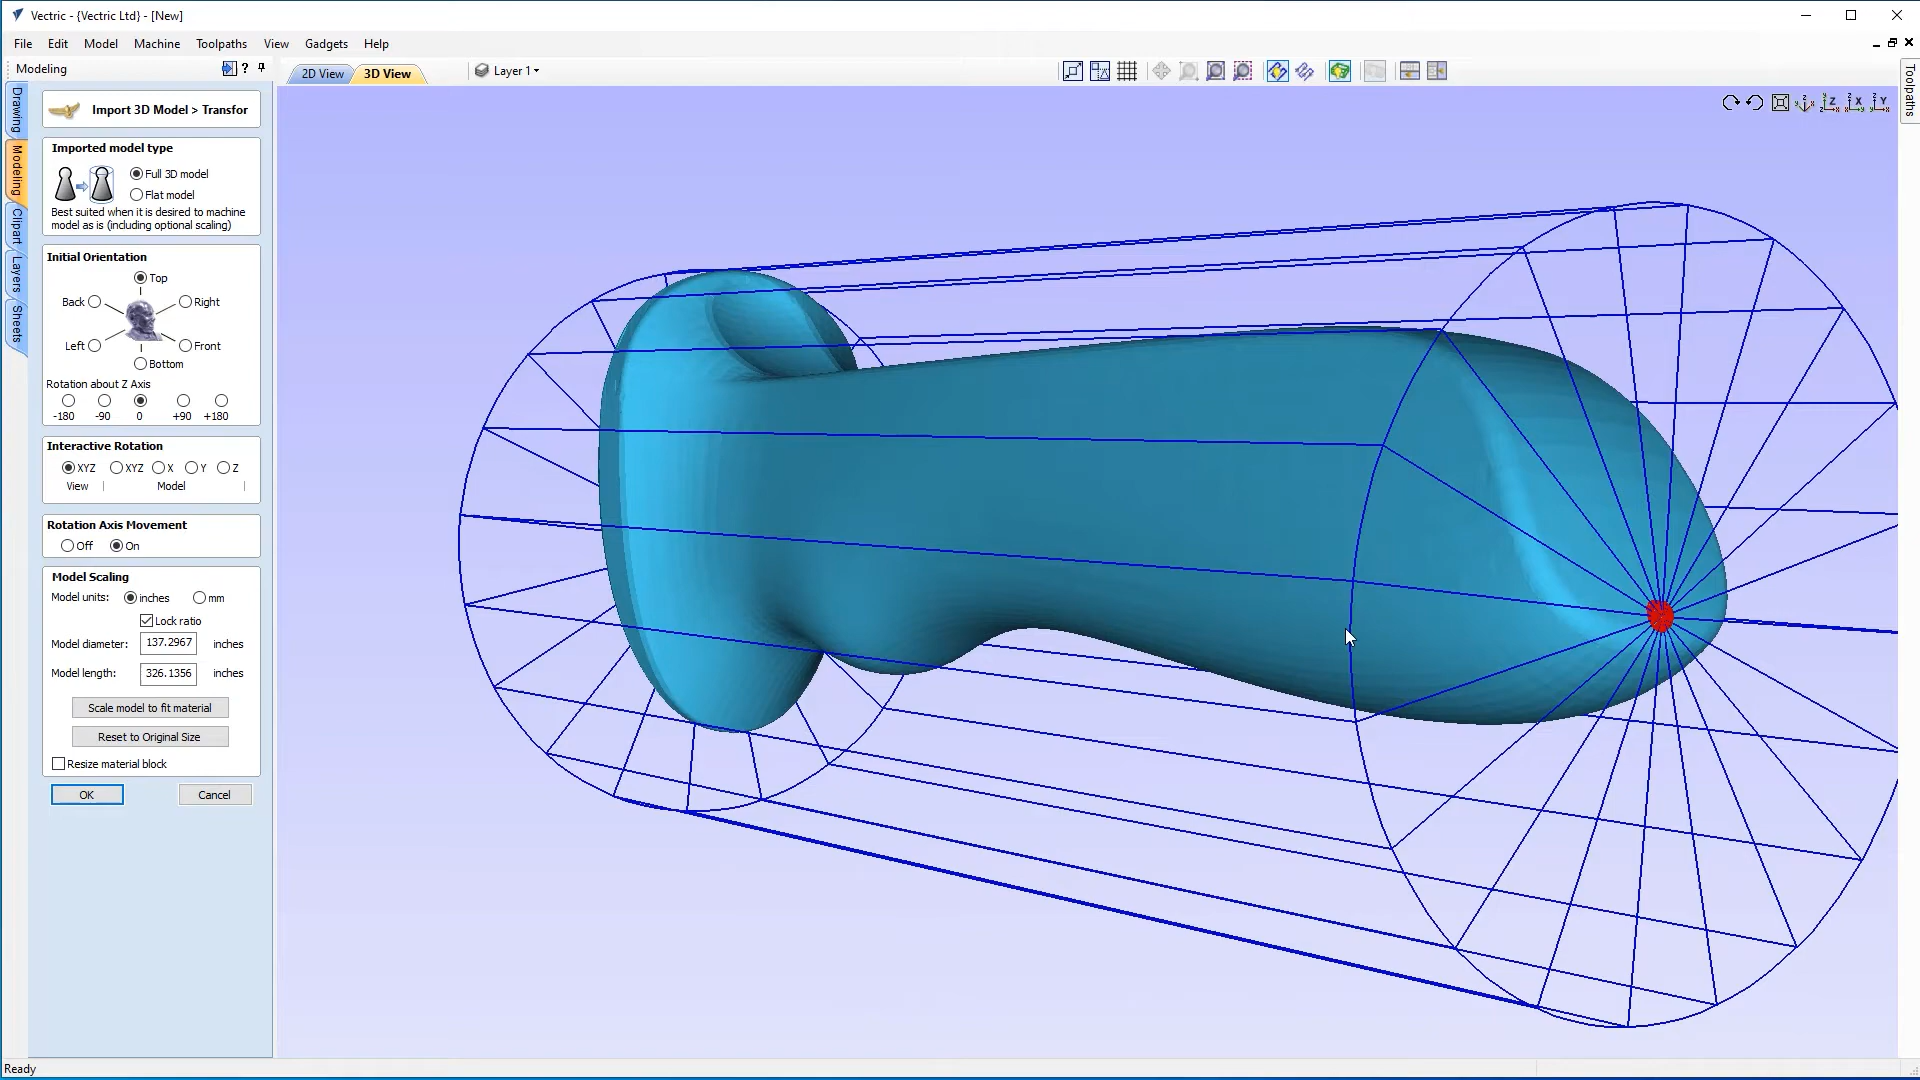 Vectric - {Vectric Ltd} - [New]
File Edit Model Machine Toolpaths View Gadgets Help
Modeling
?
2D View
3D View
Layer 1
Toolpaths
Drawing
Modeling
Clipart
Layers
Sheets
Import 3D Model > Transfor
Imported model type
Full 3D model
Flat model
Best suited when it is desired to machine
model as is (including optional scaling)
Initial Orientation
Top
Back
Right
Left
Front
Bottom
Rotation about Z Axis
-180 -90 0 +90 +180
Interactive Rotation
XYZ XYZ X Y Z
View | Model |
Rotation Axis Movement
Off On
Model Scaling
Model units: inches mm
Lock ratio
Model diameter: 137.2967 inches
Model length: 326.1356 inches
Scale model to fit material
Reset to Original Size
Resize material block
OK Cancel
Ready